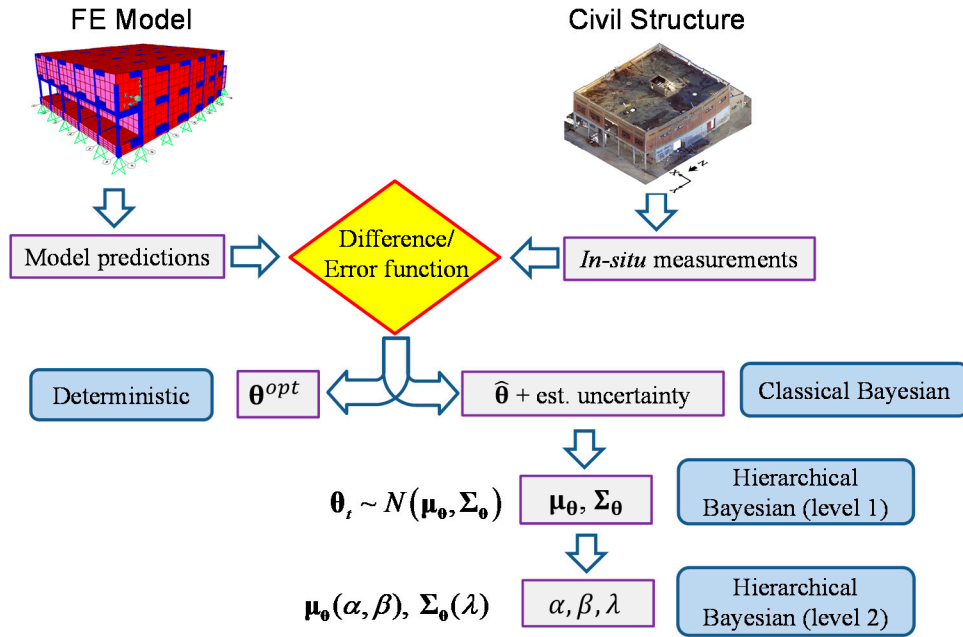 FE Model
Civil Structure
Model predictions
Difference/
Error function
In-situ measurements
Deterministic
θ^opt
θ̂ + est. uncertainty
Classical Bayesian
θ_t ~ N(μ_θ, Σ_θ)
μ_θ, Σ_θ
Hierarchical
Bayesian (level 1)
μ_θ(α, β), Σ_θ(λ)
α, β, λ
Hierarchical
Bayesian (level 2)